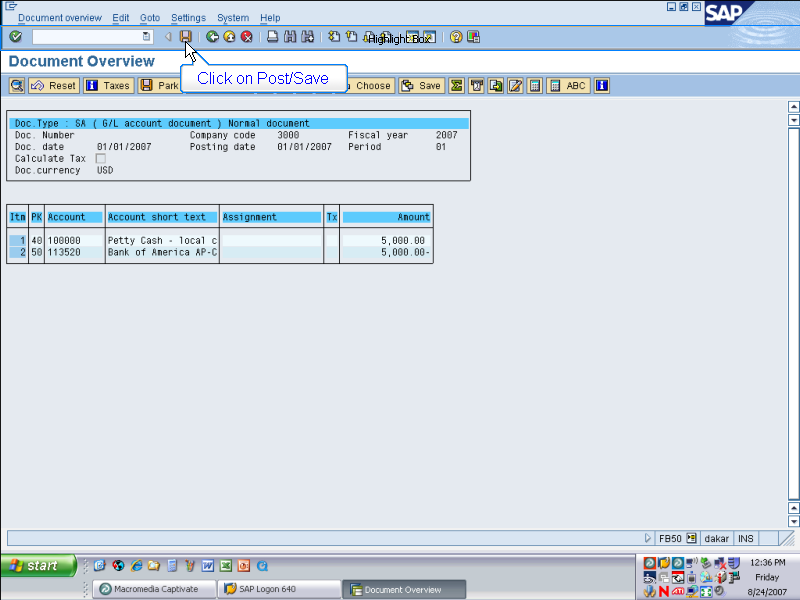 Document overview Edit Goto Settings System Help
SAP
Highlight Box
Document Overview
Click on Post/Save
Reset Taxes Park Choose Save ABC
Doc.Type : SA ( G/L account document ) Normal document
Doc. Number Company code 3000 Fiscal year 2007
Doc. date 01/01/2007 Posting date 01/01/2007 Period 01
Calculate Tax
Doc.currency USD
Itm PK Account Account short text Assignment Tx Amount
1 40 100000 Petty Cash - local c 5,000.00
2 50 113520 Bank of America AP-C 5,000.00-
FB50 dakar INS
start
12:36 PM
Macromedia Captivate SAP Logon 640 Document Overview
Friday
8/24/2007